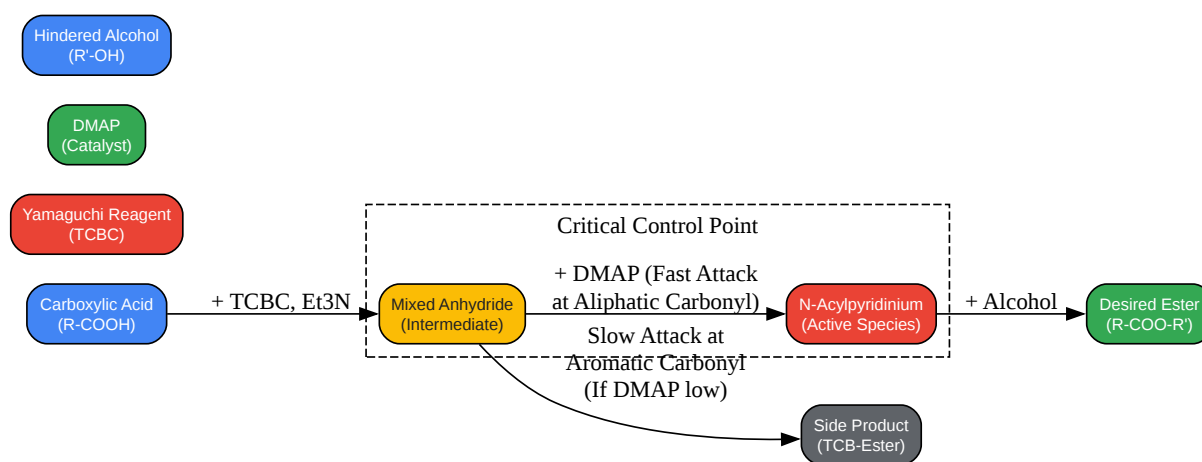 Hindered Alcohol
(R'-OH)
DMAP
(Catalyst)
Yamaguchi Reagent
(TCBC)
Carboxylic Acid
(R-COOH)
+ TCBC, Et3N
Critical Control Point
Mixed Anhydride
(Intermediate)
+ DMAP (Fast Attack
at Aliphatic Carbonyl)
Slow Attack at
Aromatic Carbonyl
(If DMAP low)
N-Acylpyridinium
(Active Species)
+ Alcohol
Desired Ester
(R-COO-R')
Side Product
(TCB-Ester)